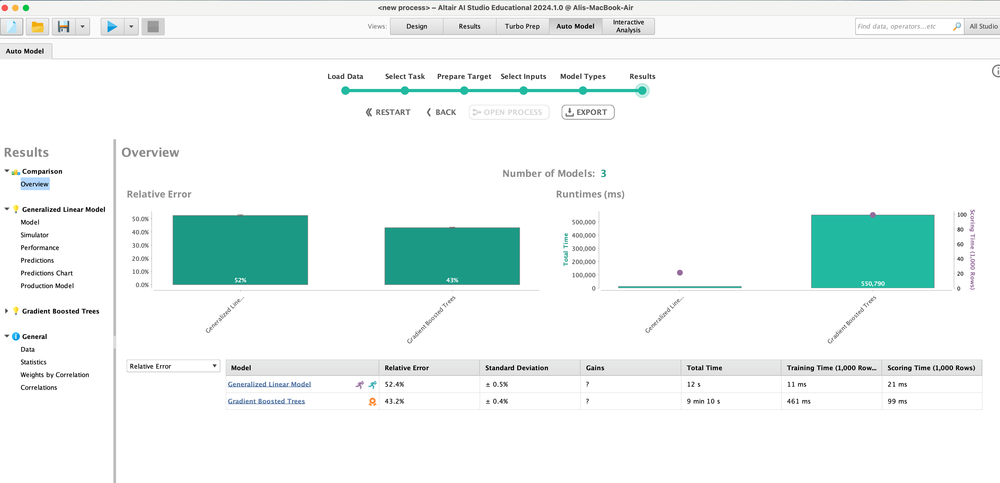 <new process> – Altair AI Studio Educational 2024.1.0 @ Alis-MacBook-Air
Views: Design Results Turbo Prep Auto Model Interactive Analysis
Find data, operators...etc All Studio
Auto Model
Load Data Select Task Prepare Target Select Inputs Model Types Results
RESTART BACK OPEN PROCESS EXPORT
Results
Comparison
Overview
Generalized Linear Model
Model
Simulator
Performance
Predictions
Predictions Chart
Production Model
Gradient Boosted Trees
General
Data
Statistics
Weights by Correlation
Correlations
Overview
Number of Models: 3
Relative Error
50.0%
40.0%
30.0%
20.0%
10.0%
0.0%
52%
43%
Generalized Line...
Gradient Boosted Trees
Runtimes (ms)
Total Time
500,000
400,000
300,000
200,000
100,000
0
550,790
100
80
60
40
20
0
Scoring Time (1,000 Rows)
Generalized Line...
Gradient Boosted Trees
Relative Error
Model Relative Error Standard Deviation Gains Total Time Training Time (1,000 Row... Scoring Time (1,000 Rows)
Generalized Linear Model 52.4% ± 0.5% ? 12 s 11 ms 21 ms
Gradient Boosted Trees 43.2% ± 0.4% ? 9 min 10 s 461 ms 99 ms